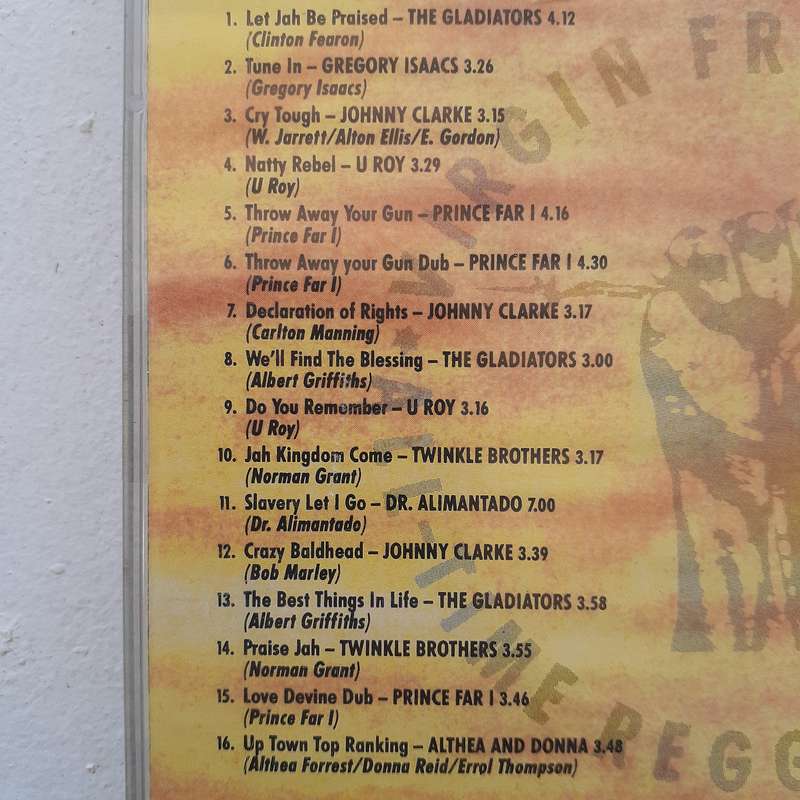 1. Let Jah Be Praised – THE GLADIATORS 4.12
(Clinton Fearon)
2. Tune In – GREGORY ISAACS 3.26
(Gregory Isaacs)
3. Cry Tough – JOHNNY CLARKE 3.15
(W. Jarrett/Alton Ellis/E. Gordon)
4. Natty Rebel – U ROY 3.29
(U Roy)
5. Throw Away Your Gun – PRINCE FAR I 4.16
(Prince Far I)
6. Throw Away your Gun Dub – PRINCE FAR I 4.30
(Prince Far I)
7. Declaration of Rights – JOHNNY CLARKE 3.17
(Carlton Manning)
8. We'll Find The Blessing – THE GLADIATORS 3.00
(Albert Griffiths)
9. Do You Remember – U ROY 3.16
(U Roy)
10. Jah Kingdom Come – TWINKLE BROTHERS 3.17
(Norman Grant)
11. Slavery Let I Go – DR. ALIMANTADO 7.00
(Dr. Alimantado)
12. Crazy Baldhead – JOHNNY CLARKE 3.39
(Bob Marley)
13. The Best Things In Life – THE GLADIATORS 3.58
(Albert Griffiths)
14. Praise Jah – TWINKLE BROTHERS 3.55
(Norman Grant)
15. Love Devine Dub – PRINCE FAR I 3.46
(Prince Far I)
16. Up Town Top Ranking – ALTHEA AND DONNA 3.48
(Althea Forrest/Donna Reid/Errol Thompson)
VIRGIN FR
ALL-TIME REGG